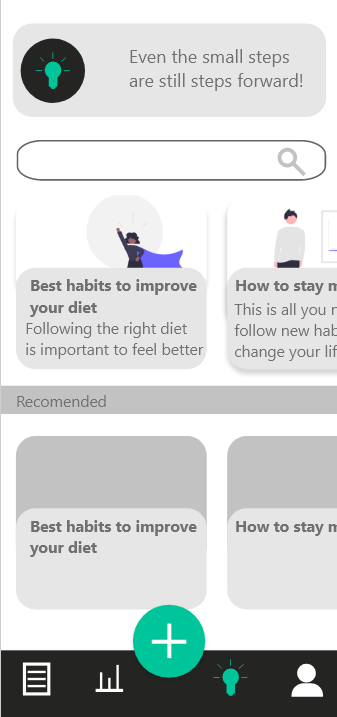 Even the small steps
are still steps forward!
Best habits to improve
your diet
Following the right diet
is important to feel better
How to stay m
This is all you n
follow new hab
change your lif
Recomended
Best habits to improve
your diet
How to stay m